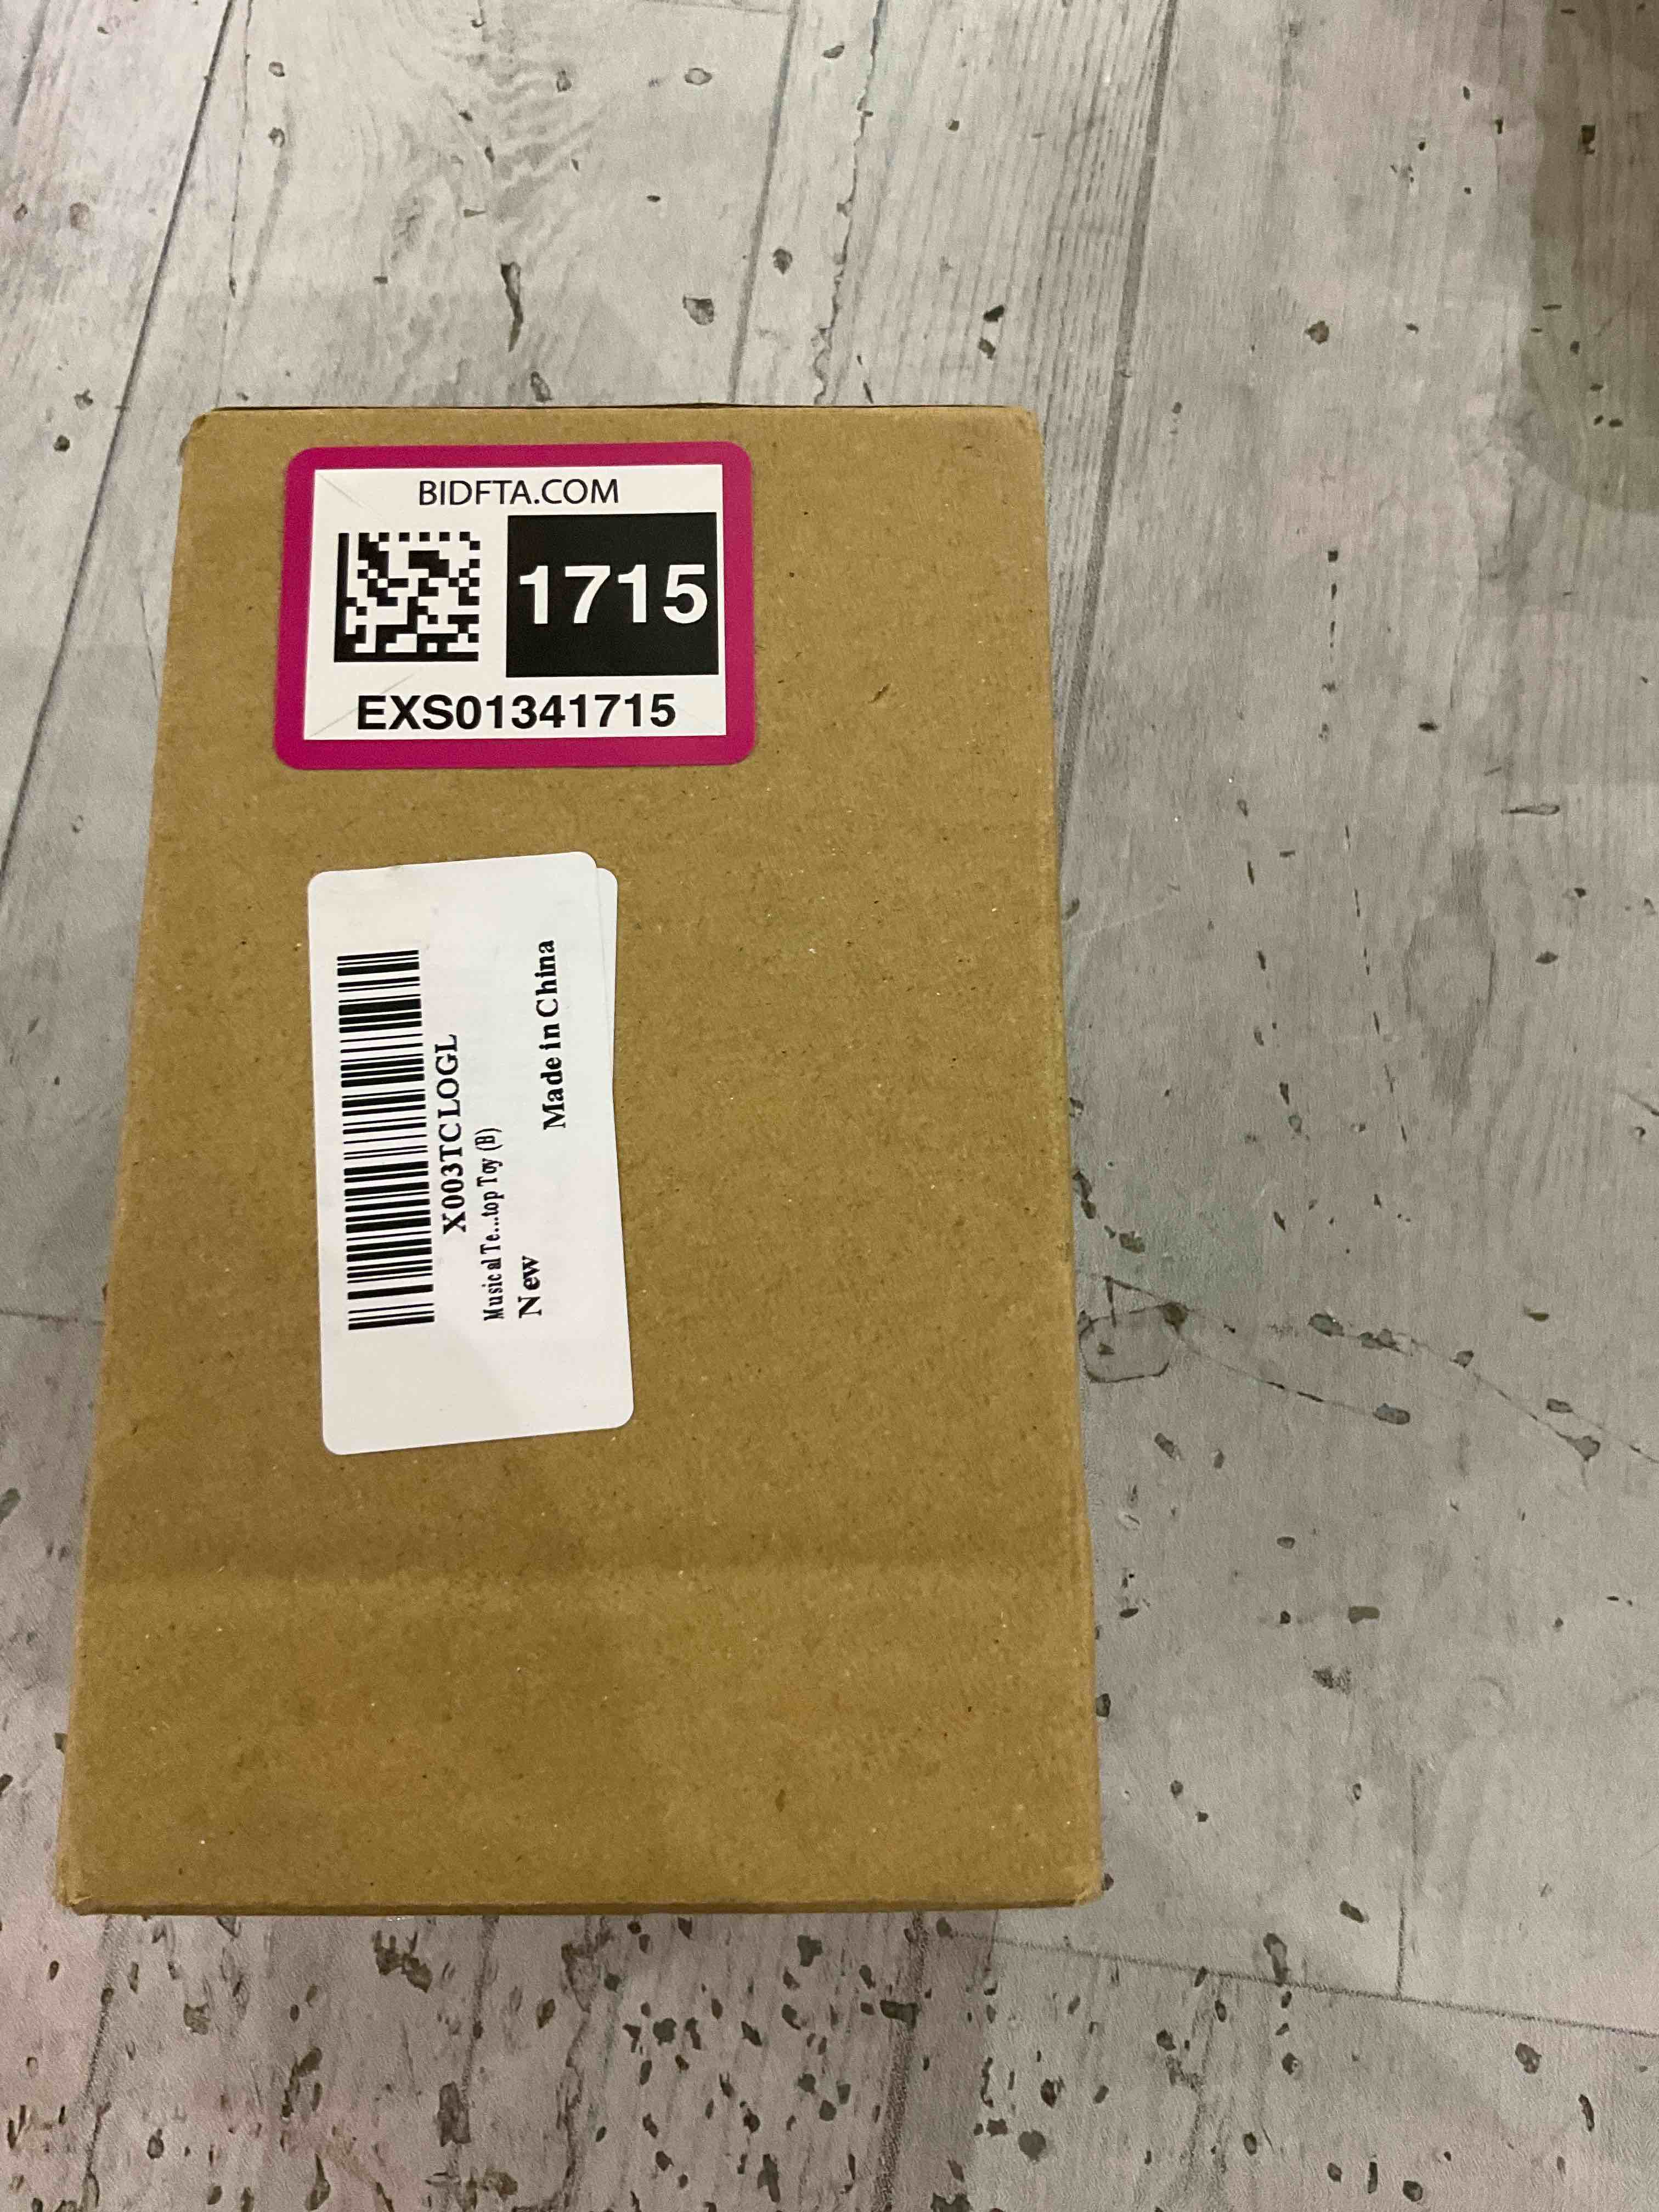 BIDFTA.COM
1715
EXS01341715
X003TCLOGL
Musical Te...top Toy (B)
New
Made in China